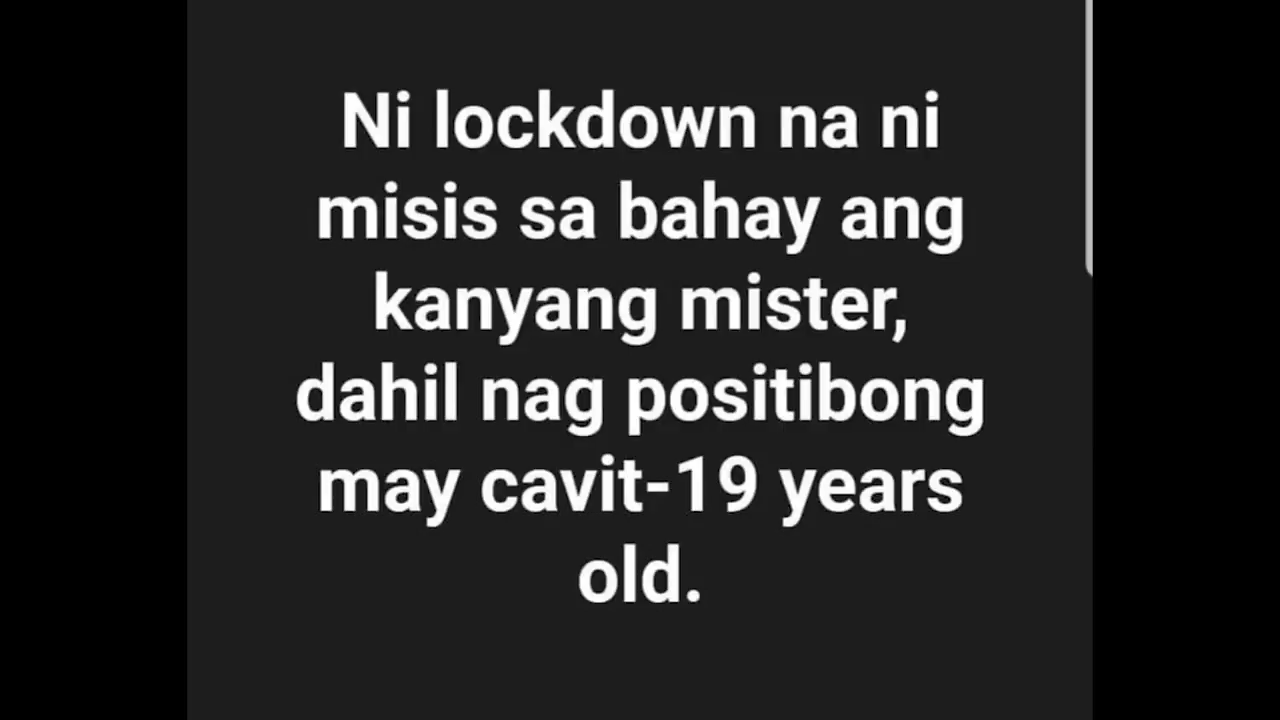 Ni lockdown na ni
misis sa bahay ang
kanyang mister,
dahil nag positibong
may cavit-19 years
old.